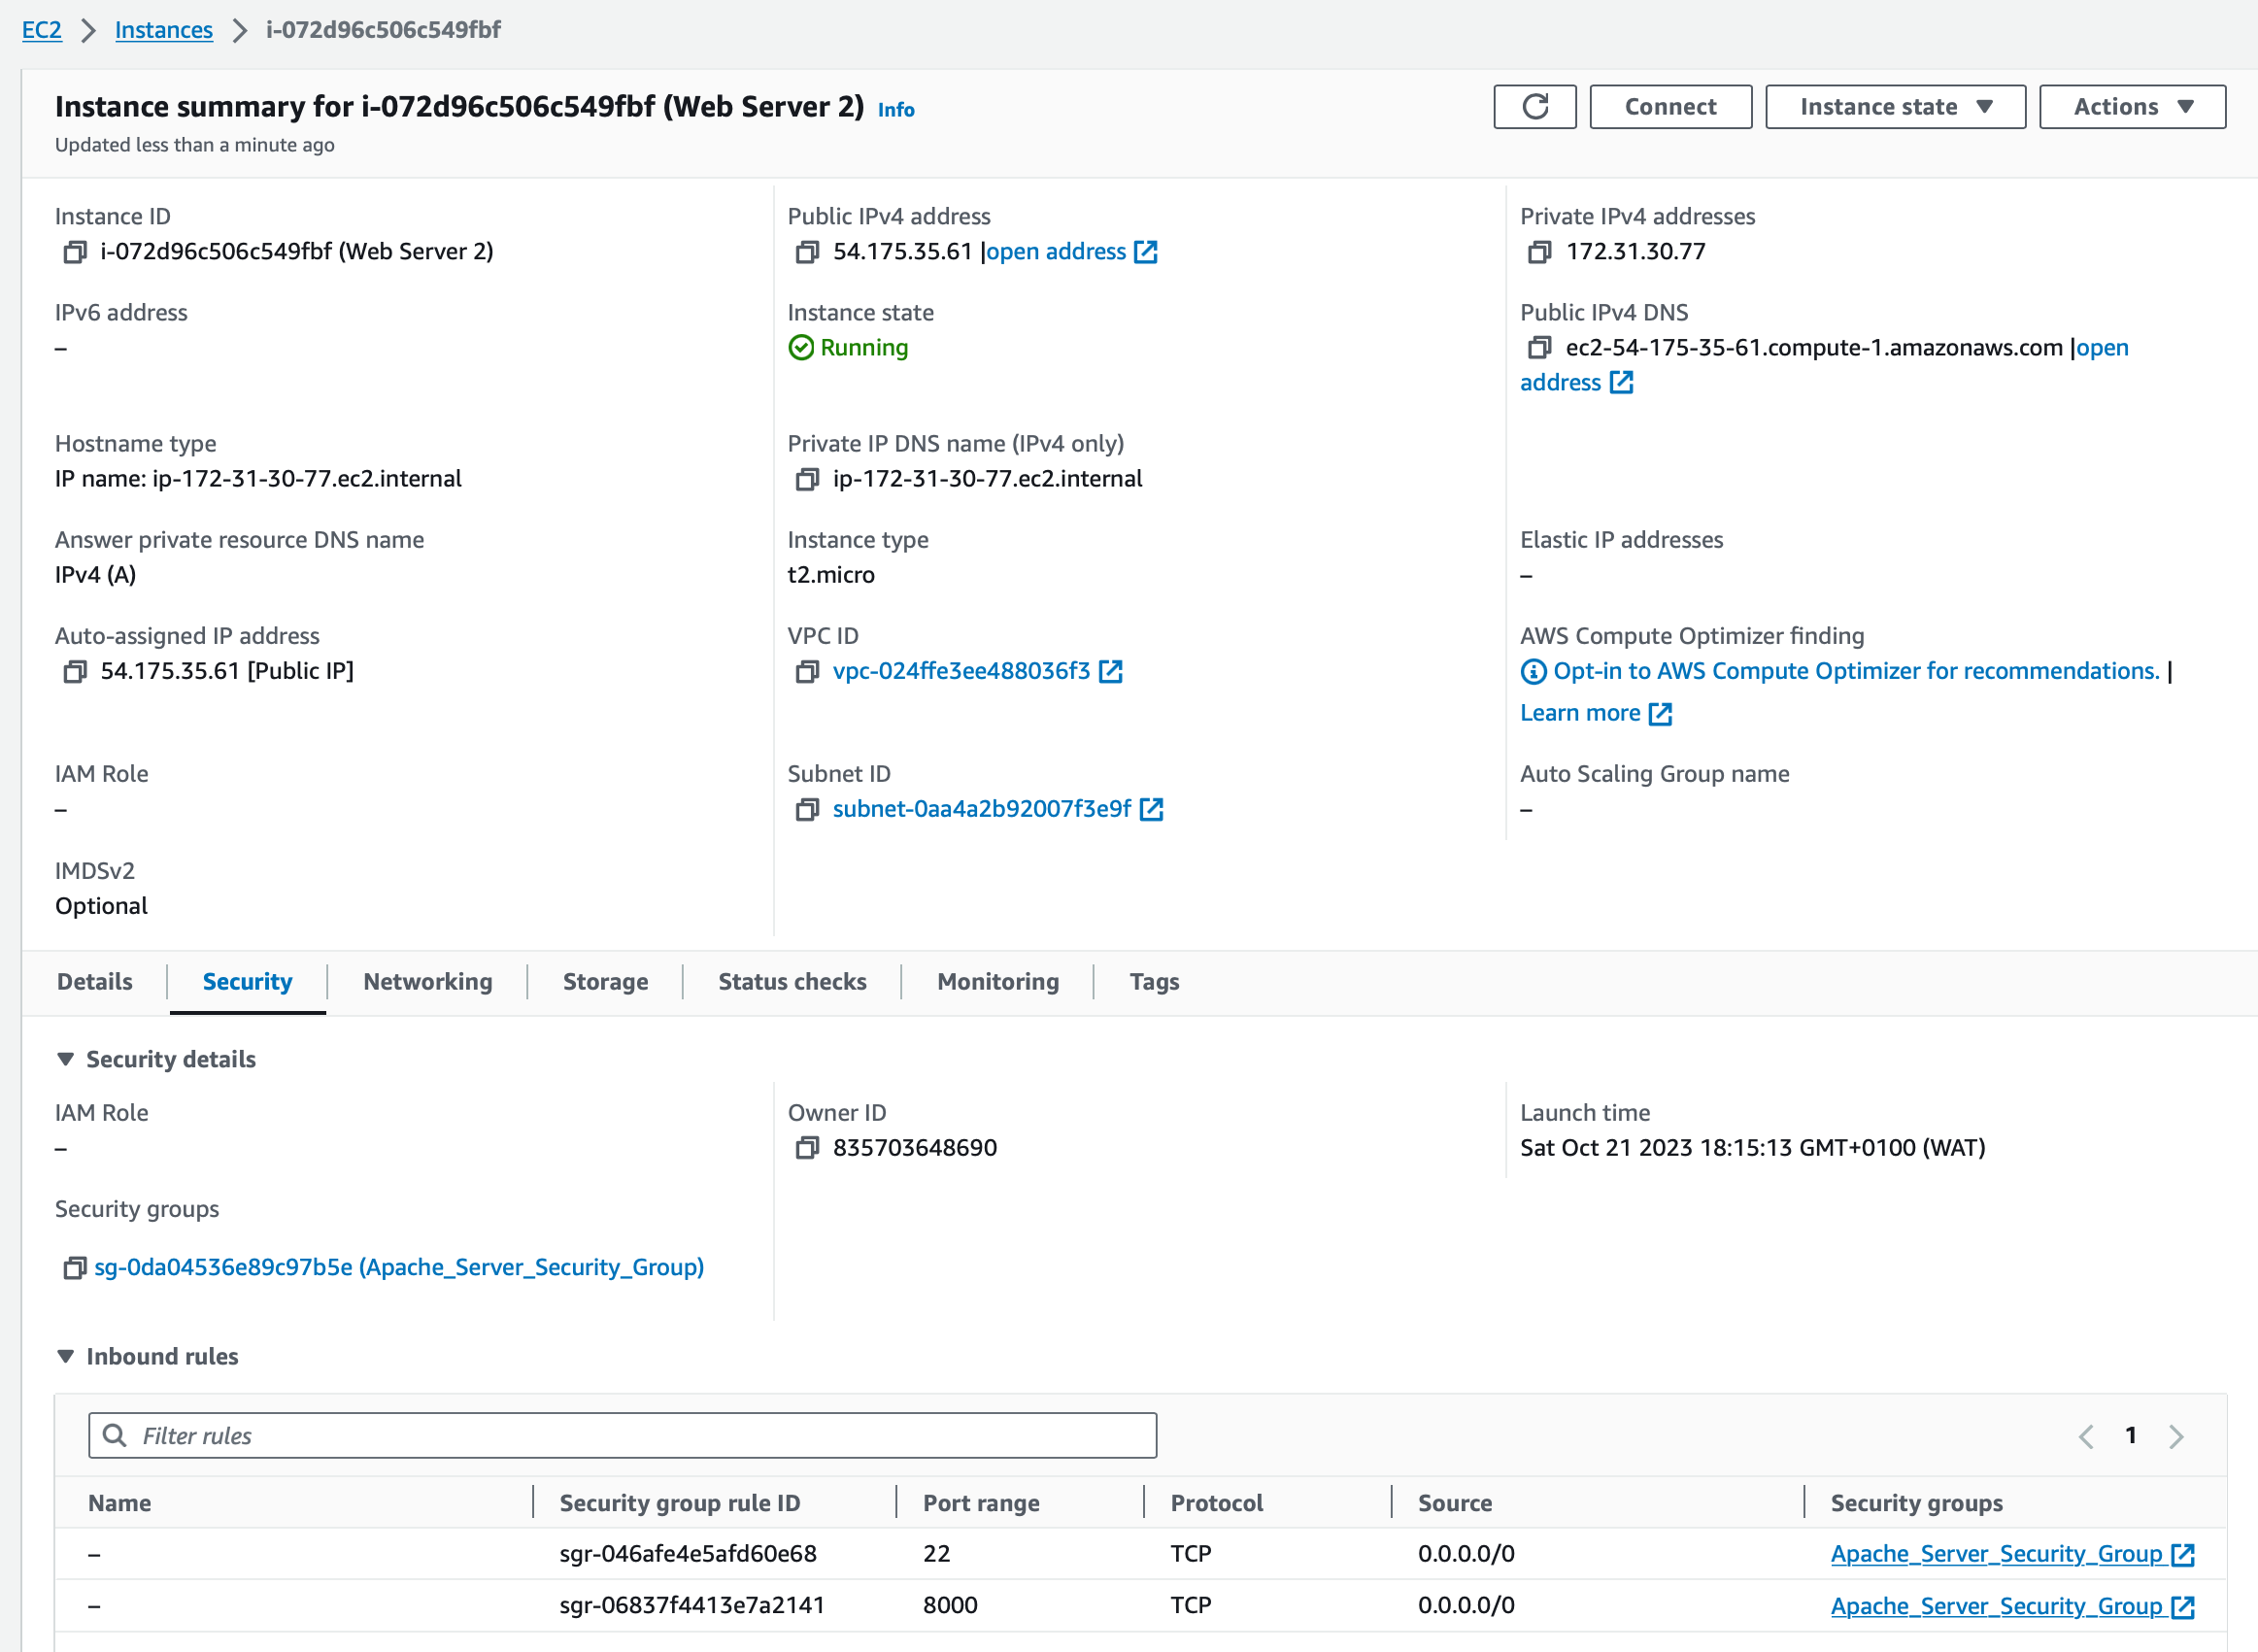 EC2 > Instances > i-072d96c506c549fbf
Instance summary for i-072d96c506c549fbf (Web Server 2) Info
Updated less than a minute ago
Connect
Instance state
Actions
Instance ID
i-072d96c506c549fbf (Web Server 2)
Public IPv4 address
54.175.35.61 |open address
Private IPv4 addresses
172.31.30.77
IPv6 address
–
Instance state
Running
Public IPv4 DNS
ec2-54-175-35-61.compute-1.amazonaws.com |open
address
Hostname type
IP name: ip-172-31-30-77.ec2.internal
Private IP DNS name (IPv4 only)
ip-172-31-30-77.ec2.internal
Answer private resource DNS name
IPv4 (A)
Instance type
t2.micro
Elastic IP addresses
–
Auto-assigned IP address
54.175.35.61 [Public IP]
VPC ID
vpc-024ffe3ee488036f3
AWS Compute Optimizer finding
Opt-in to AWS Compute Optimizer for recommendations. |
Learn more
IAM Role
–
Subnet ID
subnet-0aa4a2b92007f3e9f
Auto Scaling Group name
–
IMDSv2
Optional
Details Security Networking Storage Status checks Monitoring Tags
Security details
IAM Role
–
Owner ID
835703648690
Launch time
Sat Oct 21 2023 18:15:13 GMT+0100 (WAT)
Security groups
sg-0da04536e89c97b5e (Apache_Server_Security_Group)
Inbound rules
Filter rules
1
Name Security group rule ID Port range Protocol Source Security groups
– sgr-046afe4e5afd60e68 22 TCP 0.0.0.0/0 Apache_Server_Security_Group
– sgr-06837f4413e7a2141 8000 TCP 0.0.0.0/0 Apache_Server_Security_Group